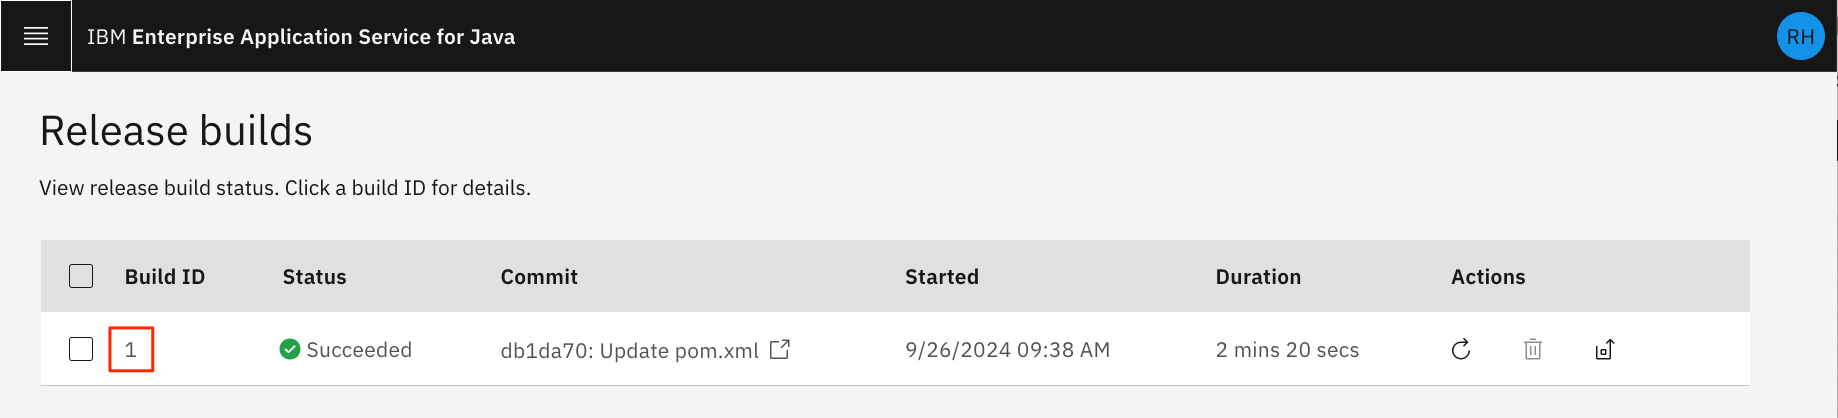 IBM Enterprise Application Service for Java
RH
Release builds
View release build status. Click a build ID for details.
Build ID Status Commit Started Duration Actions
1 Succeeded db1da70: Update pom.xml 9/26/2024 09:38 AM 2 mins 20 secs